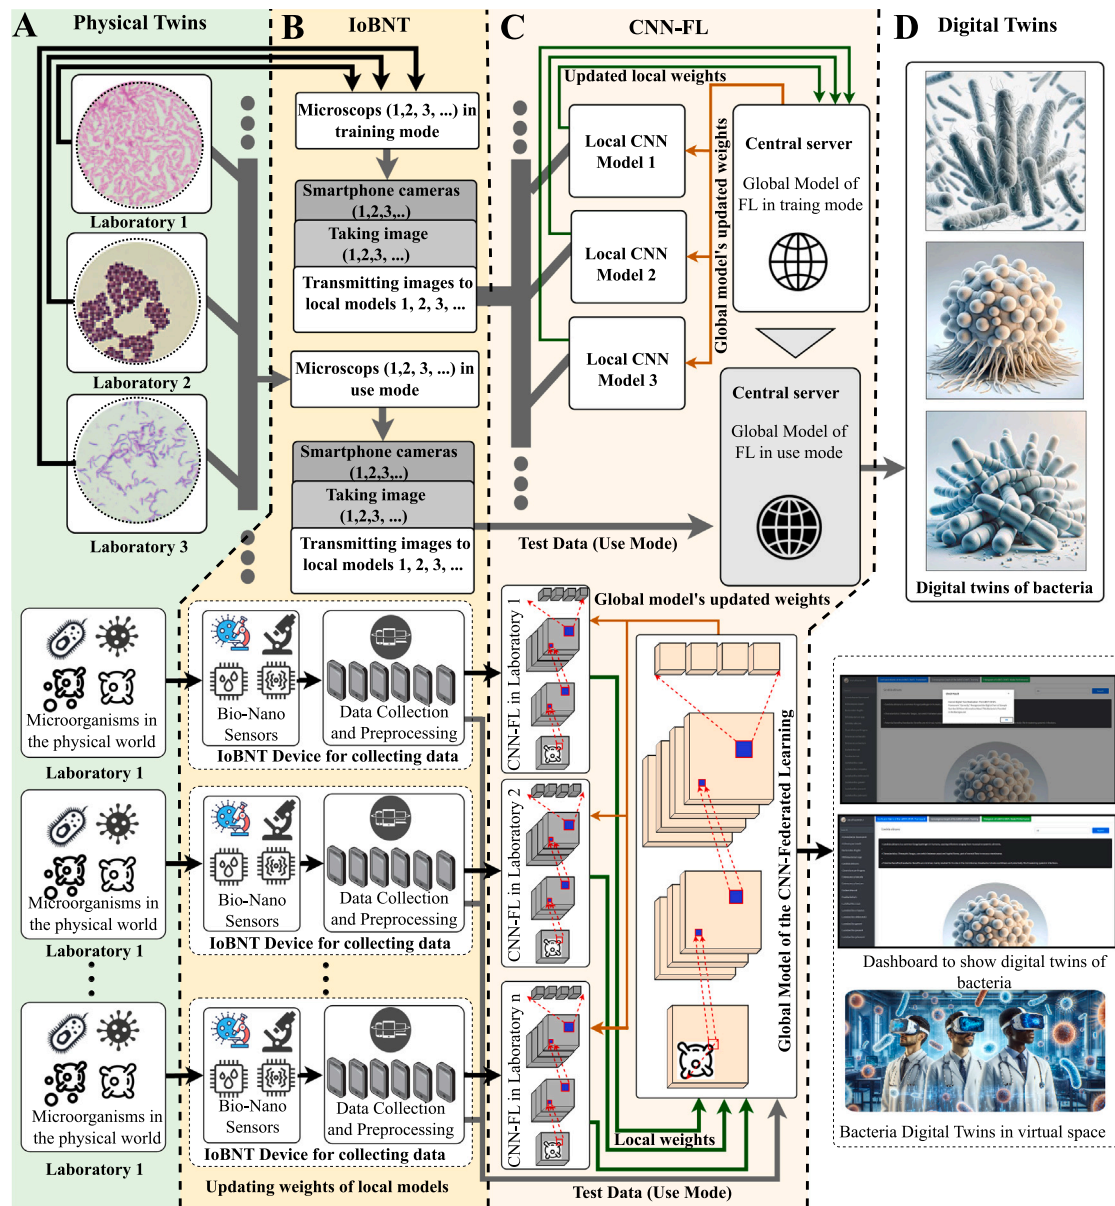 A
Physical Twins
B
IoBNT
C
CNN-FL
D
Digital Twins
Laboratory 1
Laboratory 2
Laboratory 3
Microscops (1,2, 3, ...) in
training mode
Smartphone cameras
(1,2,3,..)
Taking image
(1,2,3, ...)
Transmitting images to
local models 1, 2, 3, ...
Microscops (1,2, 3, ...) in
use mode
Smartphone cameras
(1,2,3,..)
Taking image
(1,2,3, ...)
Transmitting images to
local models 1, 2, 3, ...
Updated local weights
Local CNN
Model 1
Local CNN
Model 2
Local CNN
Model 3
Global model's updated weights
Central server
Global Model of
FL in traing mode
Central server
Global Model of
FL in use mode
Test Data (Use Mode)
Digital twins of bacteria
Microorganisms in
the physical world
Laboratory 1
Bio-Nano
Sensors
Data Collection
and Preprocessing
IoBNT Device for collecting data
Microorganisms in
the physical world
Laboratory 1
Bio-Nano
Sensors
Data Collection
and Preprocessing
IoBNT Device for collecting data
Microorganisms in
the physical world
Laboratory 1
Bio-Nano
Sensors
Data Collection
and Preprocessing
IoBNT Device for collecting data
Updating weights of local models
CNN-FL in Laboratory 1
CNN-FL in Laboratory 2
CNN-FL in Laboratory n
Global model's updated weights
Global Model of the CNN-Federated Learning
Local weights
Test Data (Use Mode)
Dashboard to show digital twins of
bacteria
Bacteria Digital Twins in virtual space